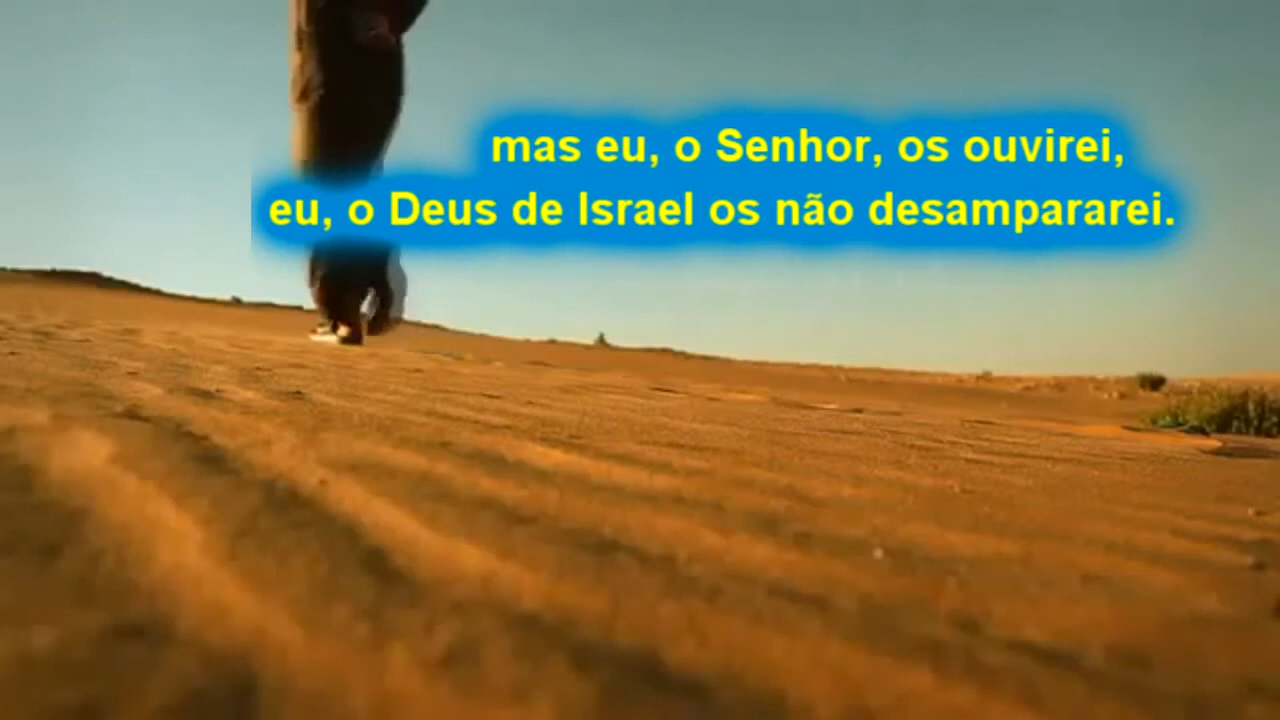 mas eu, o Senhor, os ouvirei,
eu, o Deus de Israel os não desampararei.